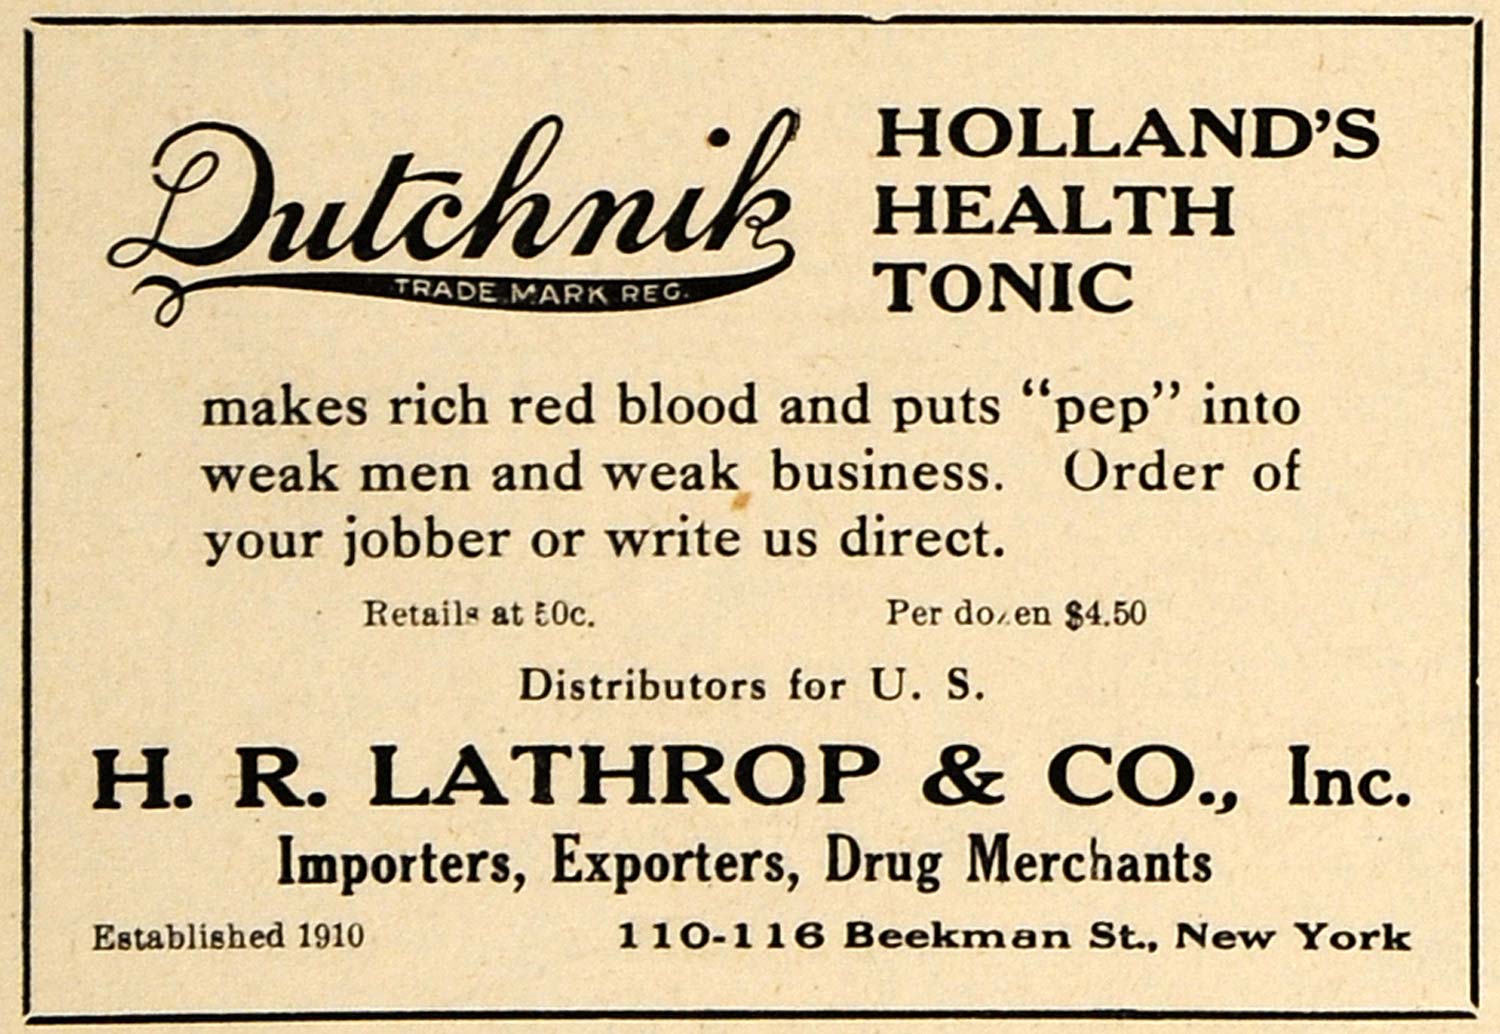 Dutchnik
TRADE MARK REG.
HOLLAND'S
HEALTH
TONIC
makes rich red blood and puts "pep" into
weak men and weak business. Order of
your jobber or write us direct.
Retails at 50c. Per dozen $4.50
Distributors for U. S.
H. R. LATHROP & CO., Inc.
Importers, Exporters, Drug Merchants
Established 1910 110-116 Beekman St., New York